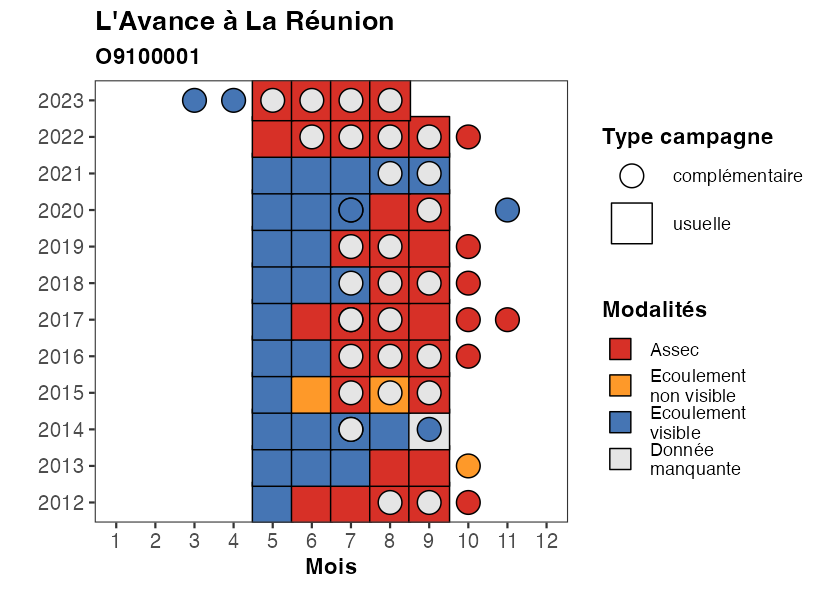 L'Avance à La Réunion
O9100001
2023
2022
2021
2020
2019
2018
2017
2016
2015
2014
2013
2012
1 2 3 4 5 6 7 8 9 10 11 12
Mois
Type campagne
complémentaire
usuelle
Modalités
Assec
Ecoulement
non visible
Ecoulement
visible
Donnée
manquante